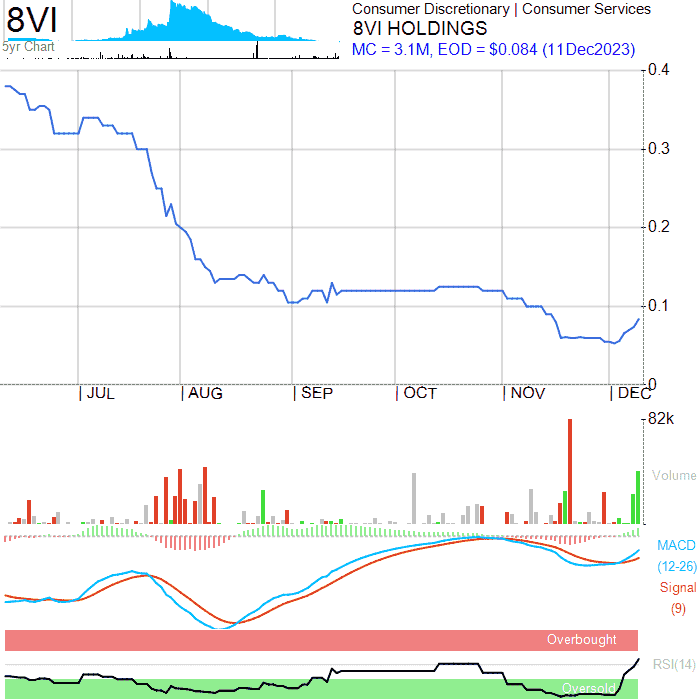 8VI
5yr Chart
Consumer Discretionary | Consumer Services
8VI HOLDINGS
MC = 3.1M, EOD = $0.084 (11Dec2023)
0.4
0.3
0.2
0.1
0
| JUL | AUG | SEP | OCT | NOV | DEC
82k
Volume
MACD
(12-26)
Signal
(9)
Overbought
RSI(14)
Oversold